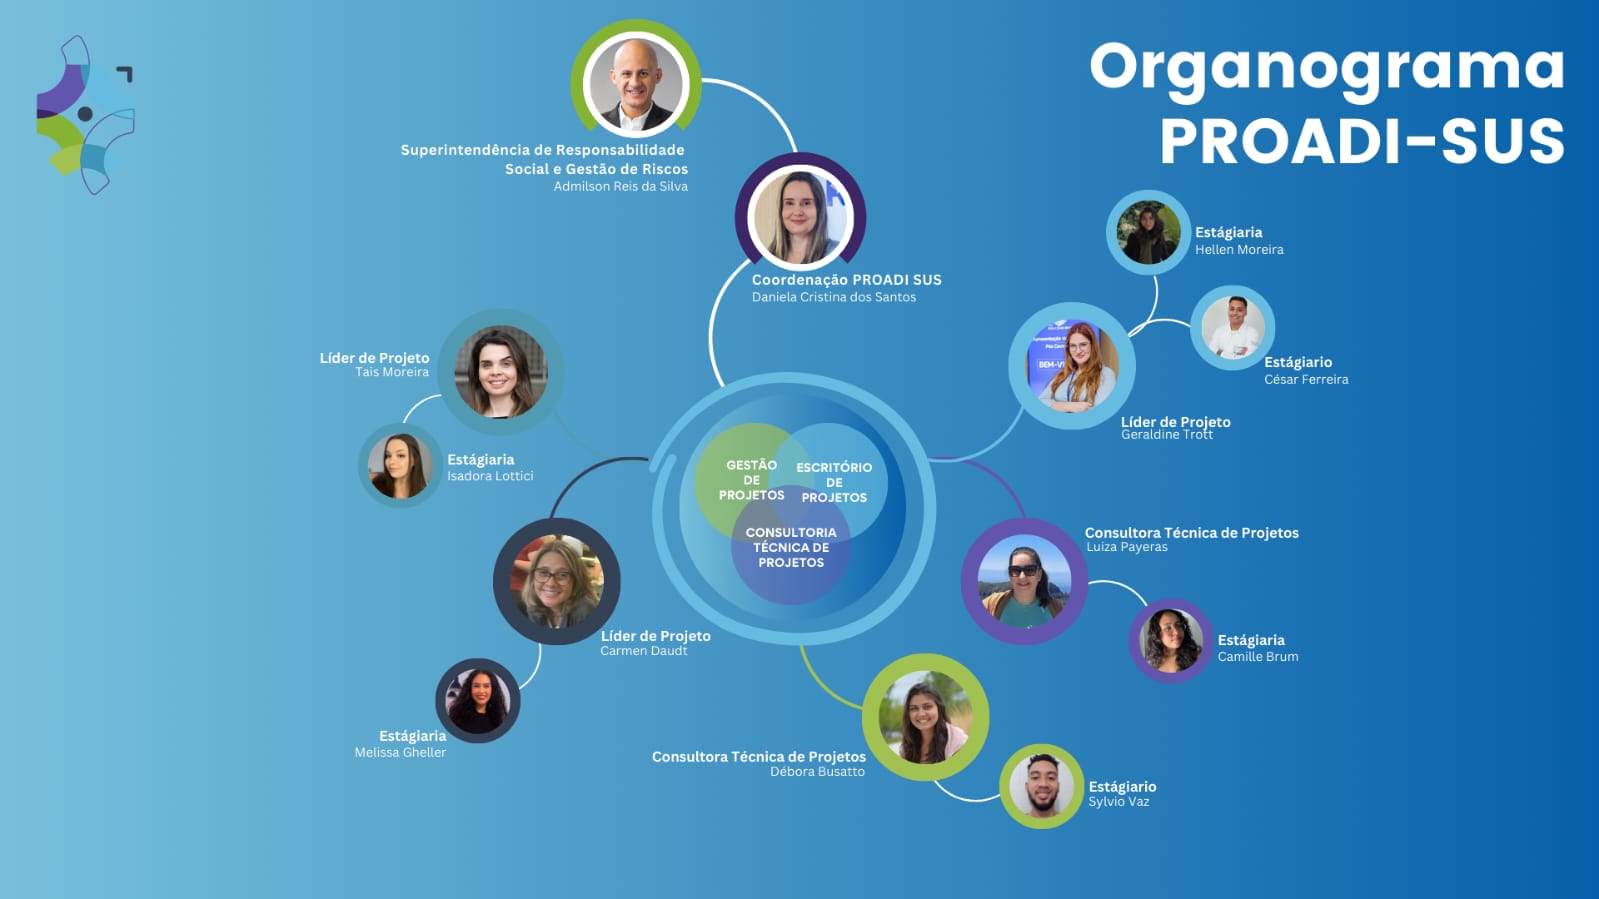 Organograma
PROADI-SUS
Superintendência de Responsabilidade
Social e Gestão de Riscos
Admilson Reis da Silva
Coordenação PROADI SUS
Daniela Cristina dos Santos
Estágiaria
Hellen Moreira
Estágiario
César Ferreira
BEM-V
Líder de Projeto
Geraldine Trott
Líder de Projeto
Tais Moreira
Estágiaria
Isadora Lottici
GESTÃO
DE
PROJETOS
ESCRITÓRIO
DE
PROJETOS
CONSULTORIA
TÉCNICA DE
PROJETOS
Consultora Técnica de Projetos
Luiza Payeras
Estágiaria
Camille Brum
Líder de Projeto
Carmen Daudt
Estágiaria
Melissa Gheller
Consultora Técnica de Projetos
Débora Busatto
Estágiario
Sylvio Vaz